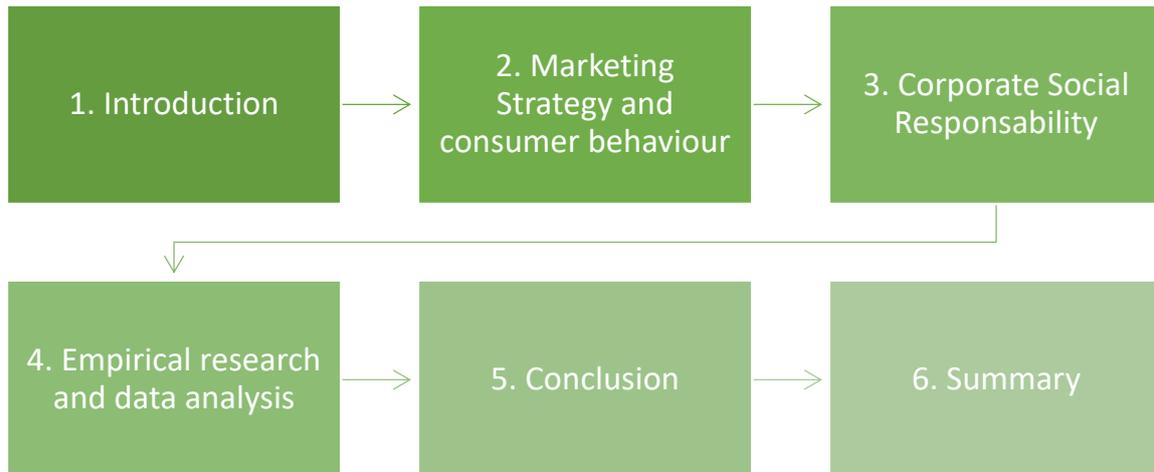 1. Introduction
2. Marketing
Strategy and
consumer behaviour
3. Corporate Social
Responsability
4. Empirical research
and data analysis
5. Conclusion
6. Summary